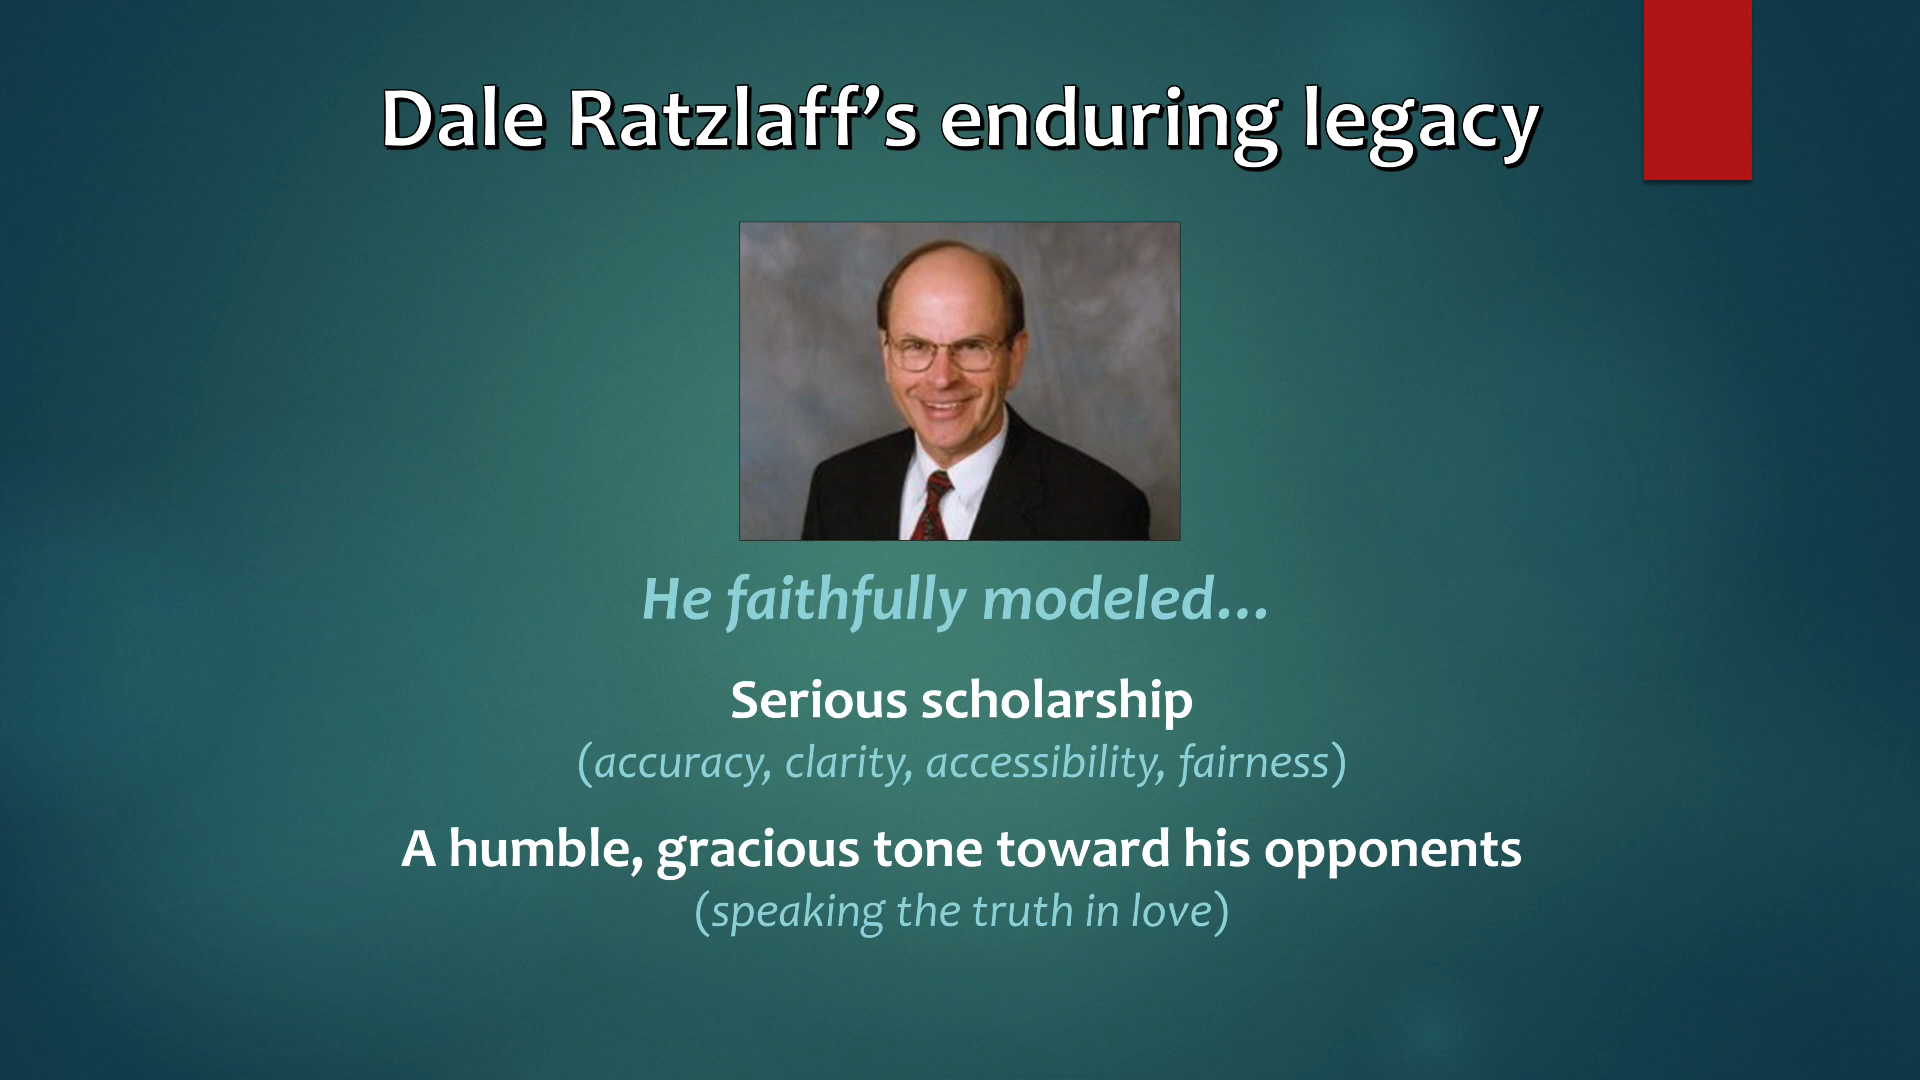 Dale Ratzlaff’s enduring legacy
He faithfully modeled…
Serious scholarship
(accuracy, clarity, accessibility, fairness)
A humble, gracious tone toward his opponents
(speaking the truth in love)